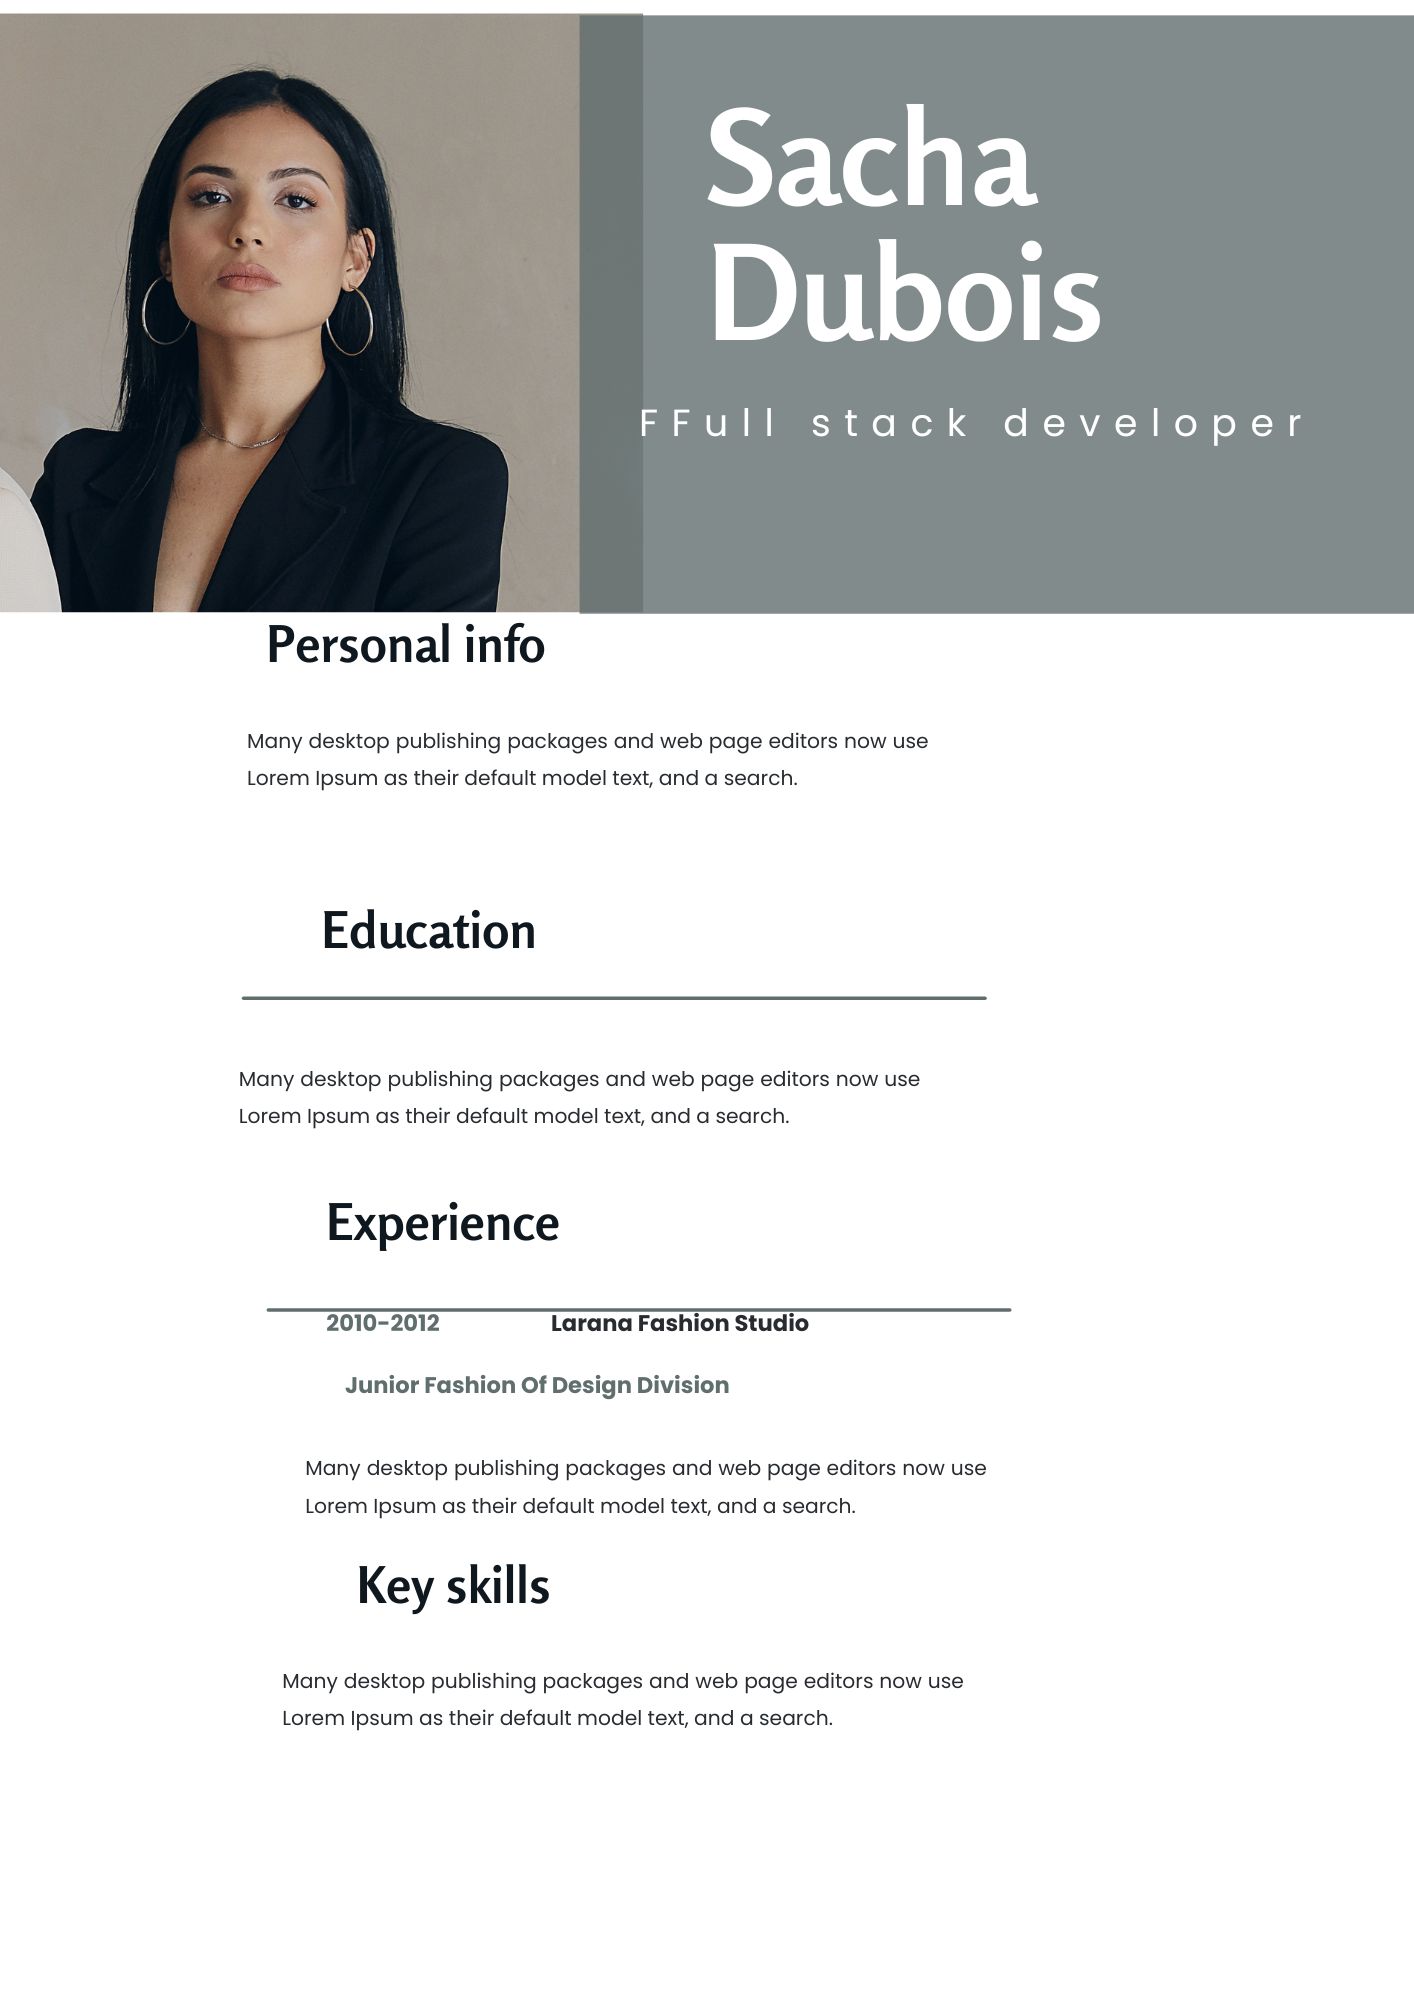 Sacha
Dubois
FFull stack developer
Personal info
Many desktop publishing packages and web page editors now use
Lorem Ipsum as their default model text, and a search.
Education
Many desktop publishing packages and web page editors now use
Lorem Ipsum as their default model text, and a search.
Experience
2010-2012 Larana Fashion Studio
Junior Fashion Of Design Division
Many desktop publishing packages and web page editors now use
Lorem Ipsum as their default model text, and a search.
Key skills
Many desktop publishing packages and web page editors now use
Lorem Ipsum as their default model text, and a search.